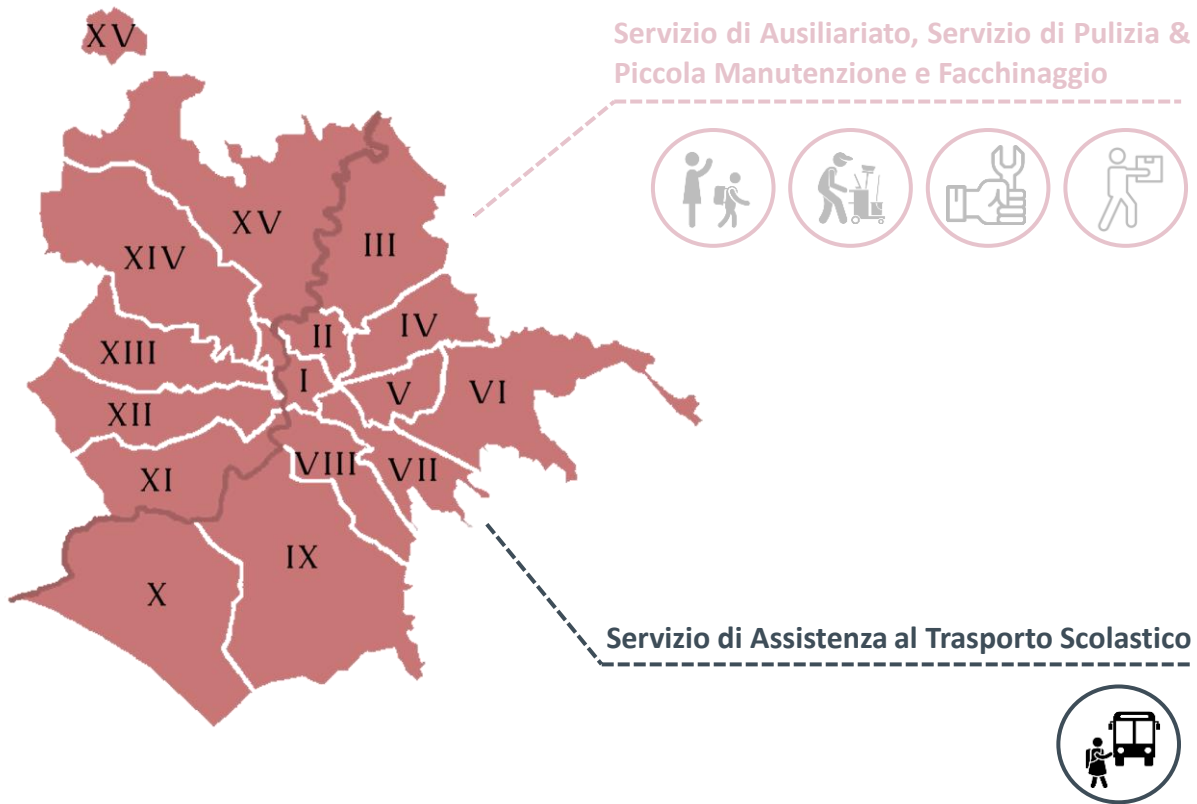 XV
Servizio di Ausiliariato, Servizio di Pulizia &
Piccola Manutenzione e Facchinaggio
XV
III
XIV
II
IV
XIII
I
V
VI
XII
VIII
VII
XI
IX
X
Servizio di Assistenza al Trasporto Scolastico